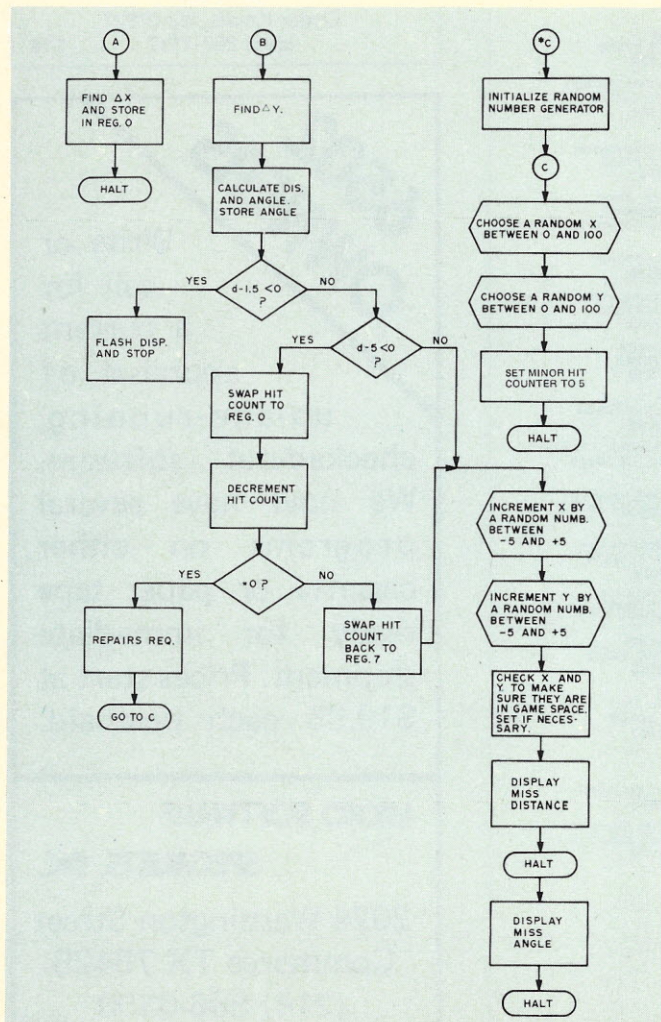 A
FIND ΔX
AND STORE
IN REG. 0
HALT
B
FIND △ Y.
CALCULATE DIS.
AND ANGLE.
STORE ANGLE
YES
d-1.5 <0
?
NO
FLASH DISP.
AND STOP
YES
d-5<0
?
NO
SWAP HIT
COUNT TO
REG. 0
DECREMENT
HIT COUNT
YES
=0 ?
NO
REPAIRS REQ.
SWAP HIT
COUNT
BACK TO
REG. 7
GO TO C
*C
INITIALIZE RANDOM
NUMBER GENERATOR
C
CHOOSE A RANDOM X
BETWEEN 0 AND 100
CHOOSE A RANDOM Y
BETWEEN 0 AND 100
SET MINOR HIT
COUNTER TO 5
HALT
INCREMENT X BY
A RANDOM NUMB.
BETWEEN
-5 AND +5
INCREMENT Y BY
A RANDOM NUMB.
BETWEEN
-5 AND +5
CHECK X AND
Y. TO MAKE
SURE THEY ARE
IN GAME SPACE.
SET IF NECES-
SARY.
DISPLAY
MISS
DISTANCE
HALT
DISPLAY
MISS
ANGLE
HALT